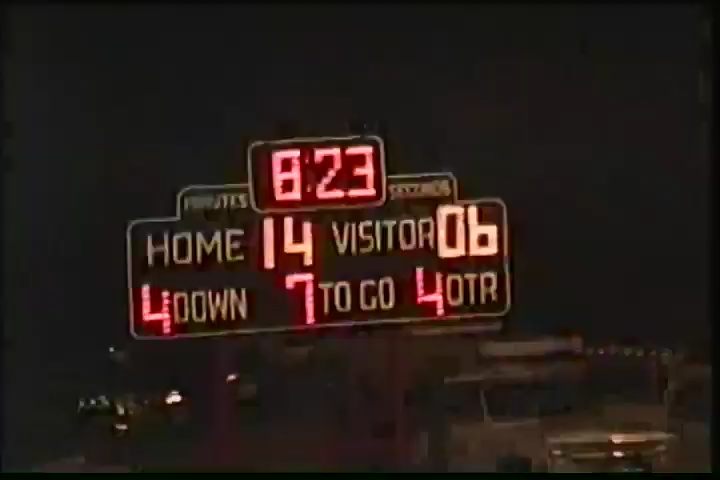 8:23
MINUTES SECONDS
HOME 14 VISITOR 06
4 DOWN 7 TO GO 4 QTR